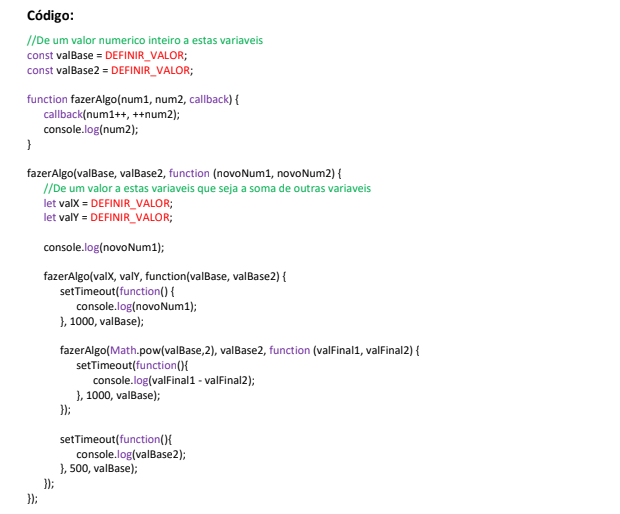 Código:
//De um valor numerico inteiro a estas variaveis
const valBase = DEFINIR_VALOR;
const valBase2 = DEFINIR_VALOR;
function fazerAlgo(num1, num2, callback) {
callback(num1++, ++num2);
console.log(num2);
}
fazerAlgo(valBase, valBase2, function (novoNum1, novoNum2) {
//De um valor a estas variaveis que seja a soma de outras variaveis
let valX = DEFINIR_VALOR;
let valY = DEFINIR_VALOR;
console.log(novoNum1);
fazerAlgo(valX, valY, function(valBase, valBase2) {
setTimeout(function() {
console.log(novoNum1);
}, 1000, valBase);
fazerAlgo(Math.pow(valBase,2), valBase2, function (valFinal1, valFinal2) {
setTimeout(function(){
console.log(valFinal1 - valFinal2);
}, 1000, valBase);
});
setTimeout(function(){
console.log(valBase2);
}, 500, valBase);
});
});